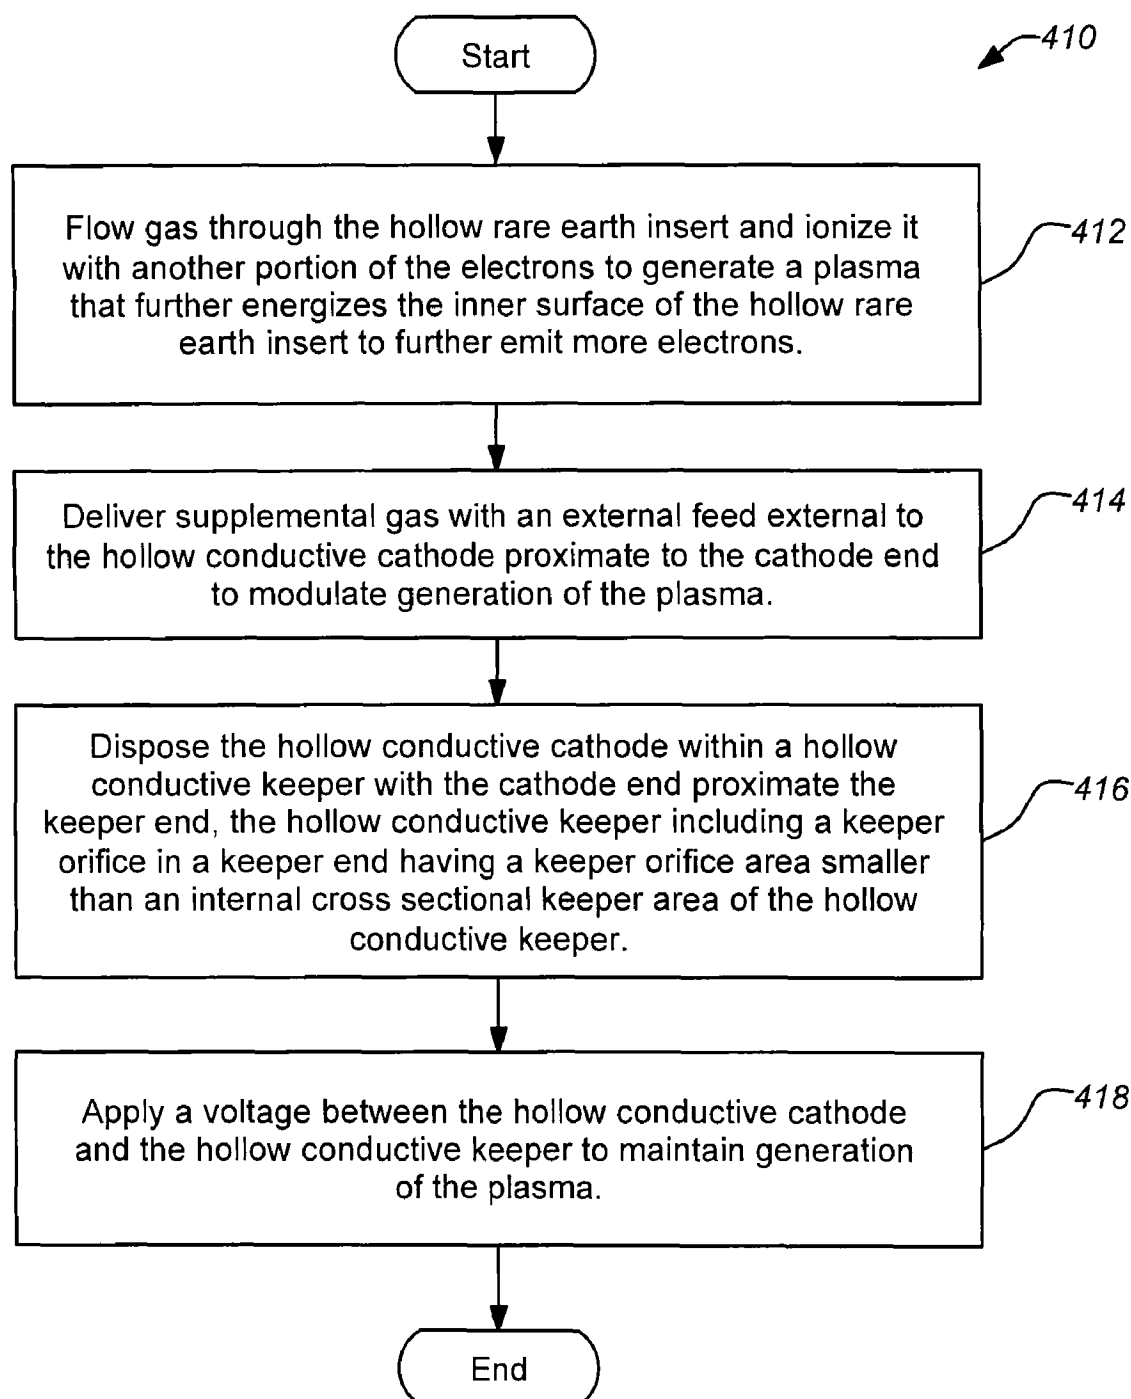 Start
410
Flow gas through the hollow rare earth insert and ionize it
with another portion of the electrons to generate a plasma
that further energizes the inner surface of the hollow rare
earth insert to further emit more electrons.
412
Deliver supplemental gas with an external feed external to
the hollow conductive cathode proximate to the cathode end
to modulate generation of the plasma.
414
Dispose the hollow conductive cathode within a hollow
conductive keeper with the cathode end proximate the
keeper end, the hollow conductive keeper including a keeper
orifice in a keeper end having a keeper orifice area smaller
than an internal cross sectional keeper area of the hollow
conductive keeper.
416
Apply a voltage between the hollow conductive cathode
and the hollow conductive keeper to maintain generation
of the plasma.
418
End